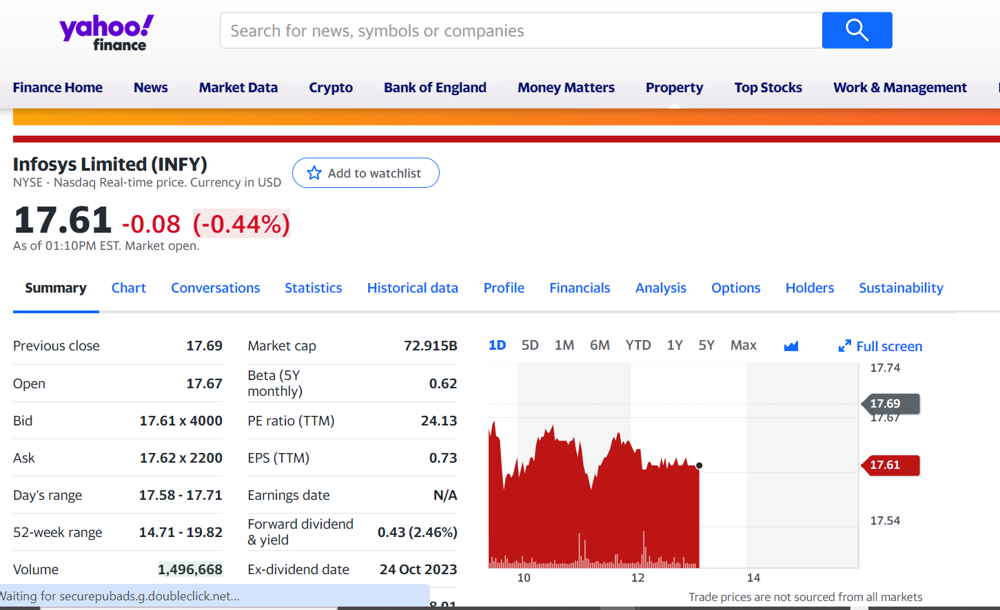 yahoo!
finance
Search for news, symbols or companies
Finance Home News Market Data Crypto Bank of England Money Matters Property Top Stocks Work & Management
Infosys Limited (INFY)
NYSE - Nasdaq Real-time price. Currency in USD
Add to watchlist
17.61 -0.08 (-0.44%)
As of 01:10PM EST. Market open.
Summary Chart Conversations Statistics Historical data Profile Financials Analysis Options Holders Sustainability
Previous close 17.69
Open 17.67
Bid 17.61 x 4000
Ask 17.62 x 2200
Day's range 17.58 - 17.71
52-week range 14.71 - 19.82
Volume 1,496,668
Market cap 72.915B
Beta (5Y
monthly) 0.62
PE ratio (TTM) 24.13
EPS (TTM) 0.73
Earnings date N/A
Forward dividend
& yield 0.43 (2.46%)
Ex-dividend date 24 Oct 2023
8.01
1D 5D 1M 6M YTD 1Y 5Y Max Full screen
17.74
17.69
17.67
17.61
17.54
10 12 14
Trade prices are not sourced from all markets
Waiting for securepubads.g.doubleclick.net...